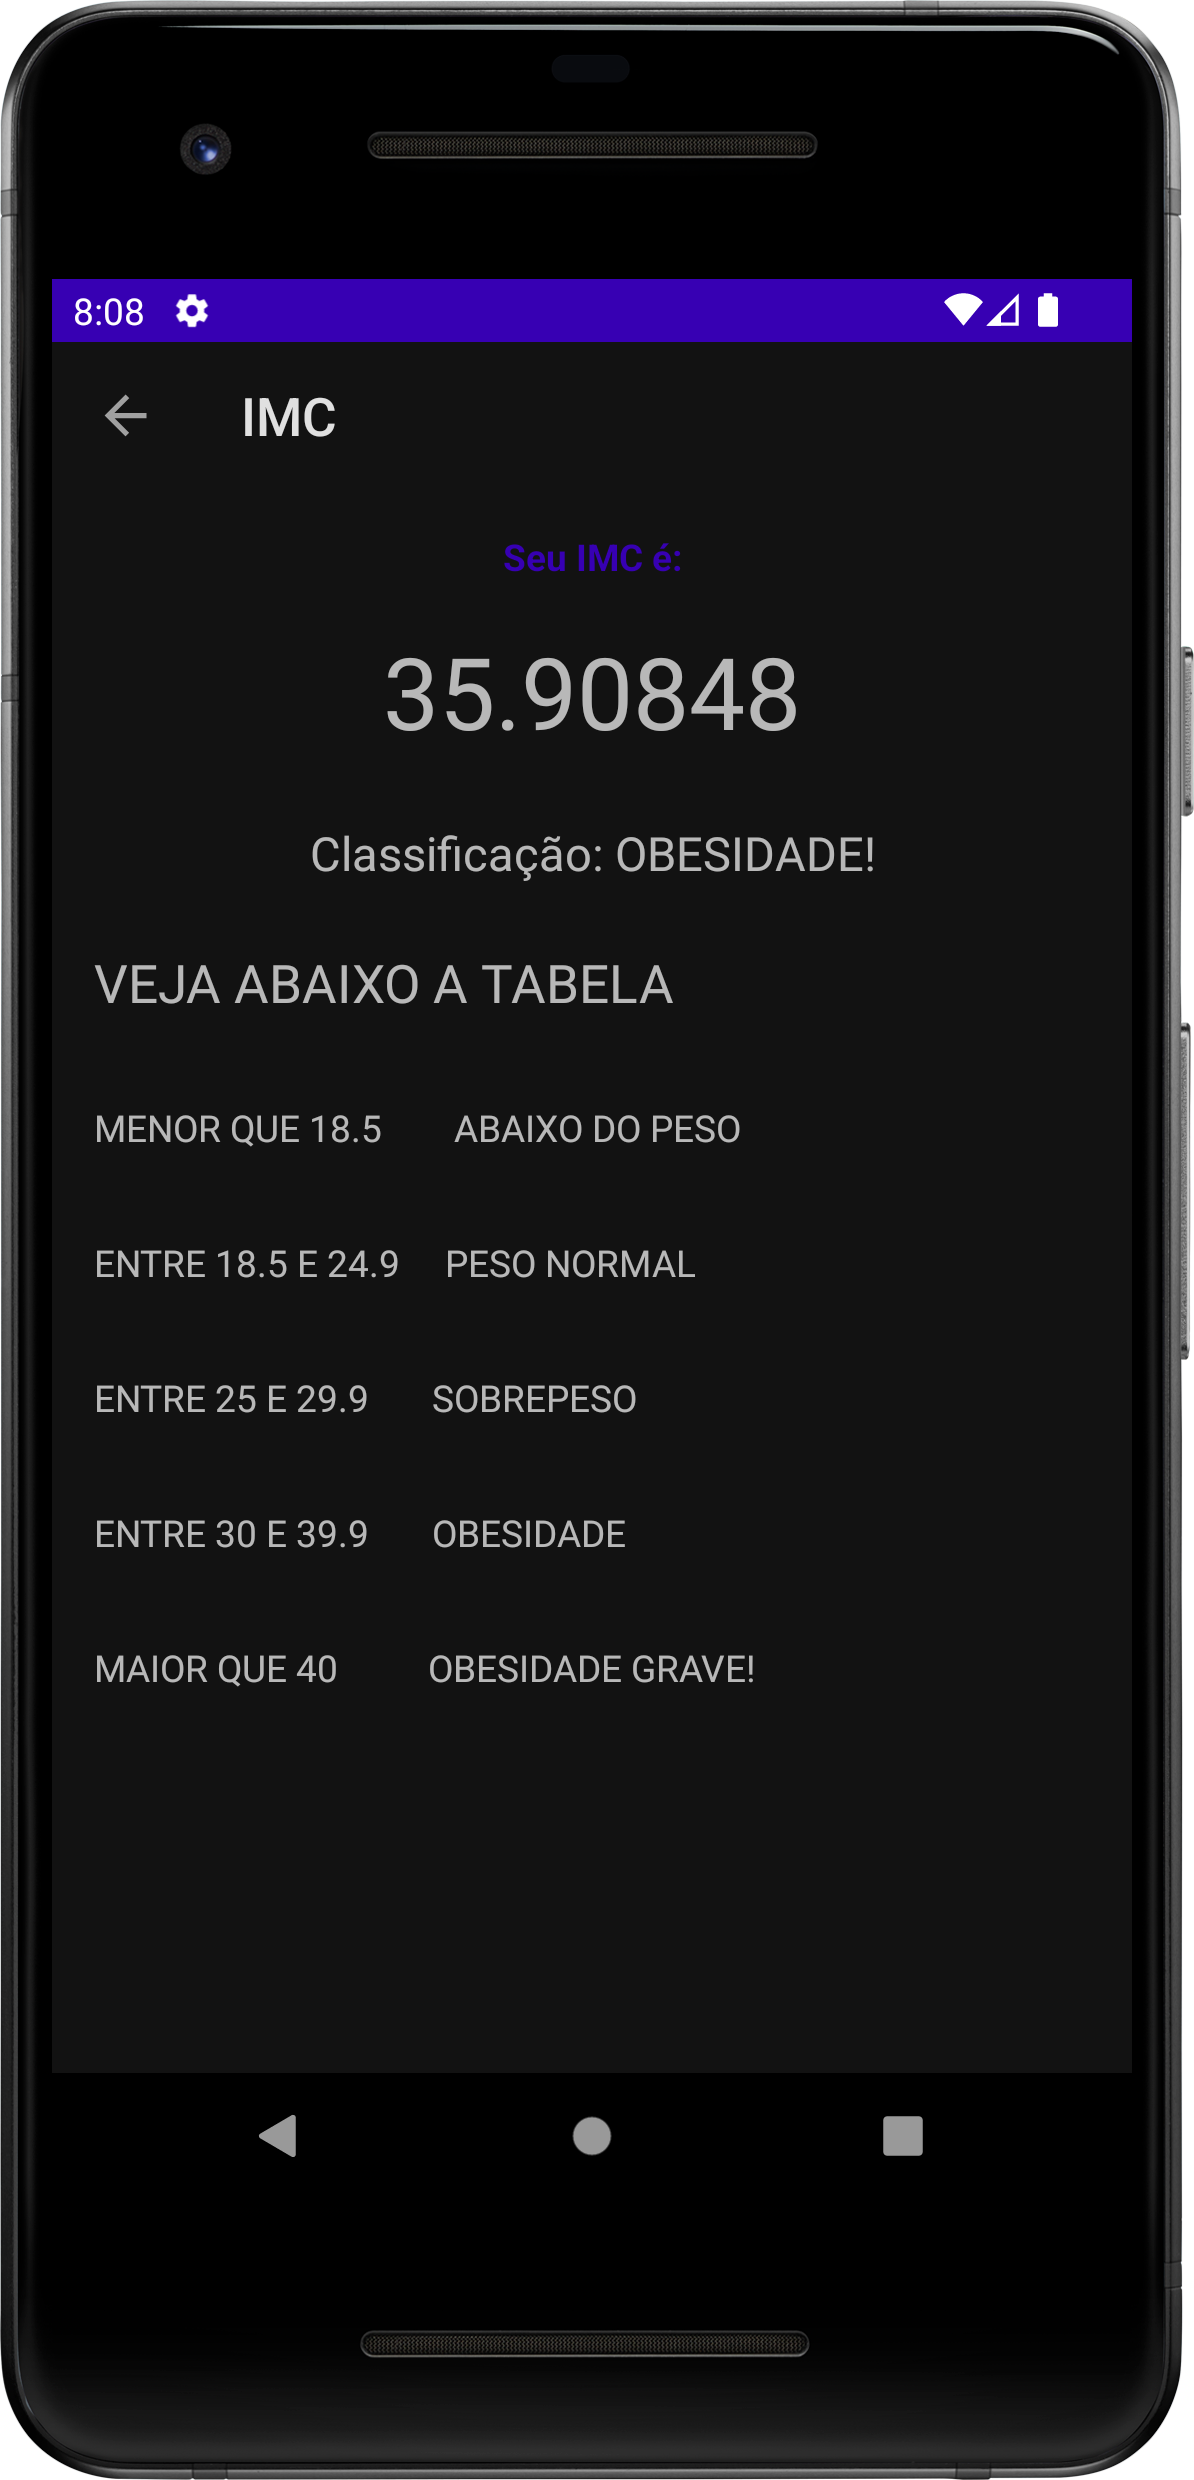 8:08
IMC
Seu IMC é:
35.90848
Classificação: OBESIDADE!
VEJA ABAIXO A TABELA
MENOR QUE 18.5 ABAIXO DO PESO
ENTRE 18.5 E 24.9 PESO NORMAL
ENTRE 25 E 29.9 SOBREPESO
ENTRE 30 E 39.9 OBESIDADE
MAIOR QUE 40 OBESIDADE GRAVE!